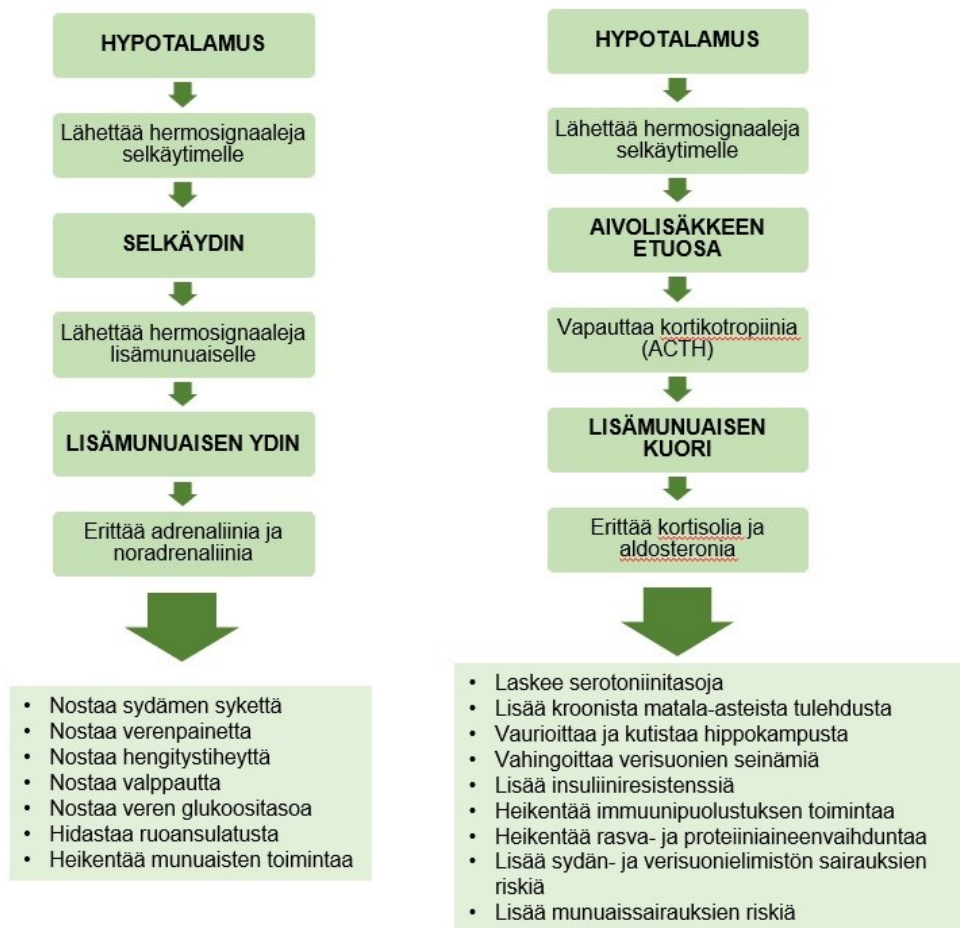 HYPOTALAMUS
Lähettää hermosignaaleja
selkäytimelle
SELKÄYDIN
Lähettää hermosignaaleja
lisämunuaiselle
LISÄMUNUAISEN YDIN
Erittää adrenaliinia ja
noradrenaliinia
• Nostaa sydämen sykettä
• Nostaa verenpainetta
• Nostaa hengitystiheyttä
• Nostaa valppautta
• Nostaa veren glukoositasoa
• Hidastaa ruoansulatusta
• Heikentää munuaisten toimintaa
HYPOTALAMUS
Lähettää hermosignaaleja
selkäytimelle
AIVOLISÄKKEEN
ETUOSA
Vapauttaa kortikotropiinia
(ACTH)
LISÄMUNUAISEN
KUORI
Erittää kortisolia ja
aldosteronia
• Laskee serotoniinitasoja
• Lisää kroonista matala-asteista tulehdusta
• Vaurioittaa ja kutistaa hippokampusta
• Vahingoittaa verisuonien seinämiä
• Lisää insuliiniresistenssiä
• Heikentää immuunipuolustuksen toimintaa
• Heikentää rasva- ja proteiiniaineenvaihduntaa
• Lisää sydän- ja verisuonielimistön sairauksien
riskiä
• Lisää munuaissairauksien riskiä